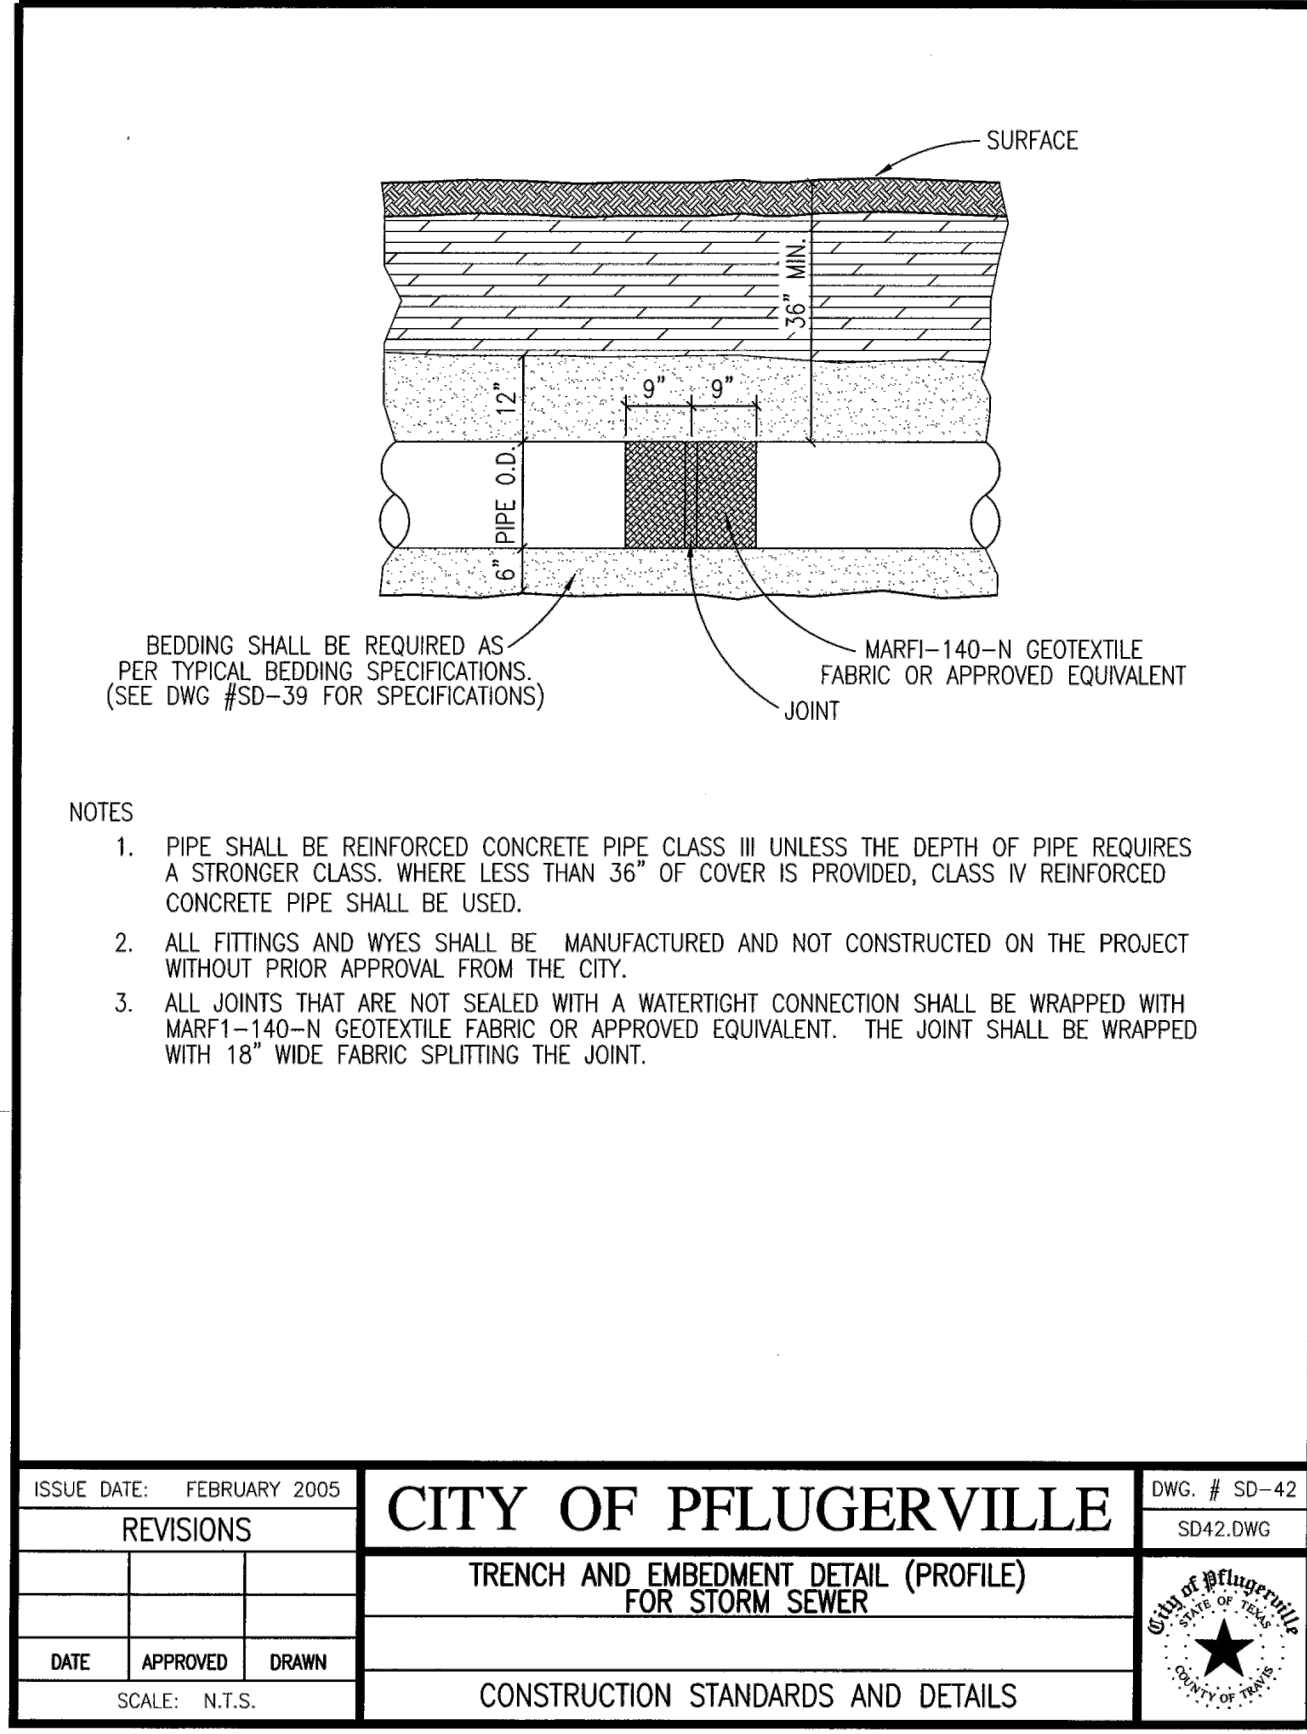 SURFACE
36" MIN.
12"
9" 9"
PIPE O.D.
6"
BEDDING SHALL BE REQUIRED AS
PER TYPICAL BEDDING SPECIFICATIONS.
(SEE DWG #SD-39 FOR SPECIFICATIONS)
MARFI-140-N GEOTEXTILE
FABRIC OR APPROVED EQUIVALENT
JOINT
NOTES
1. PIPE SHALL BE REINFORCED CONCRETE PIPE CLASS III UNLESS THE DEPTH OF PIPE REQUIRES
A STRONGER CLASS. WHERE LESS THAN 36" OF COVER IS PROVIDED, CLASS IV REINFORCED
CONCRETE PIPE SHALL BE USED.
2. ALL FITTINGS AND WYES SHALL BE MANUFACTURED AND NOT CONSTRUCTED ON THE PROJECT
WITHOUT PRIOR APPROVAL FROM THE CITY.
3. ALL JOINTS THAT ARE NOT SEALED WITH A WATERTIGHT CONNECTION SHALL BE WRAPPED WITH
MARF1-140-N GEOTEXTILE FABRIC OR APPROVED EQUIVALENT. THE JOINT SHALL BE WRAPPED
WITH 18" WIDE FABRIC SPLITTING THE JOINT.
ISSUE DATE: FEBRUARY 2005
REVISIONS
DATE APPROVED DRAWN
SCALE: N.T.S.
CITY OF PFLUGERVILLE
TRENCH AND EMBEDMENT DETAIL (PROFILE)
FOR STORM SEWER
CONSTRUCTION STANDARDS AND DETAILS
DWG. # SD-42
SD42.DWG
City of Pflugerville
STATE OF TEXAS
COUNTY OF TRAVIS